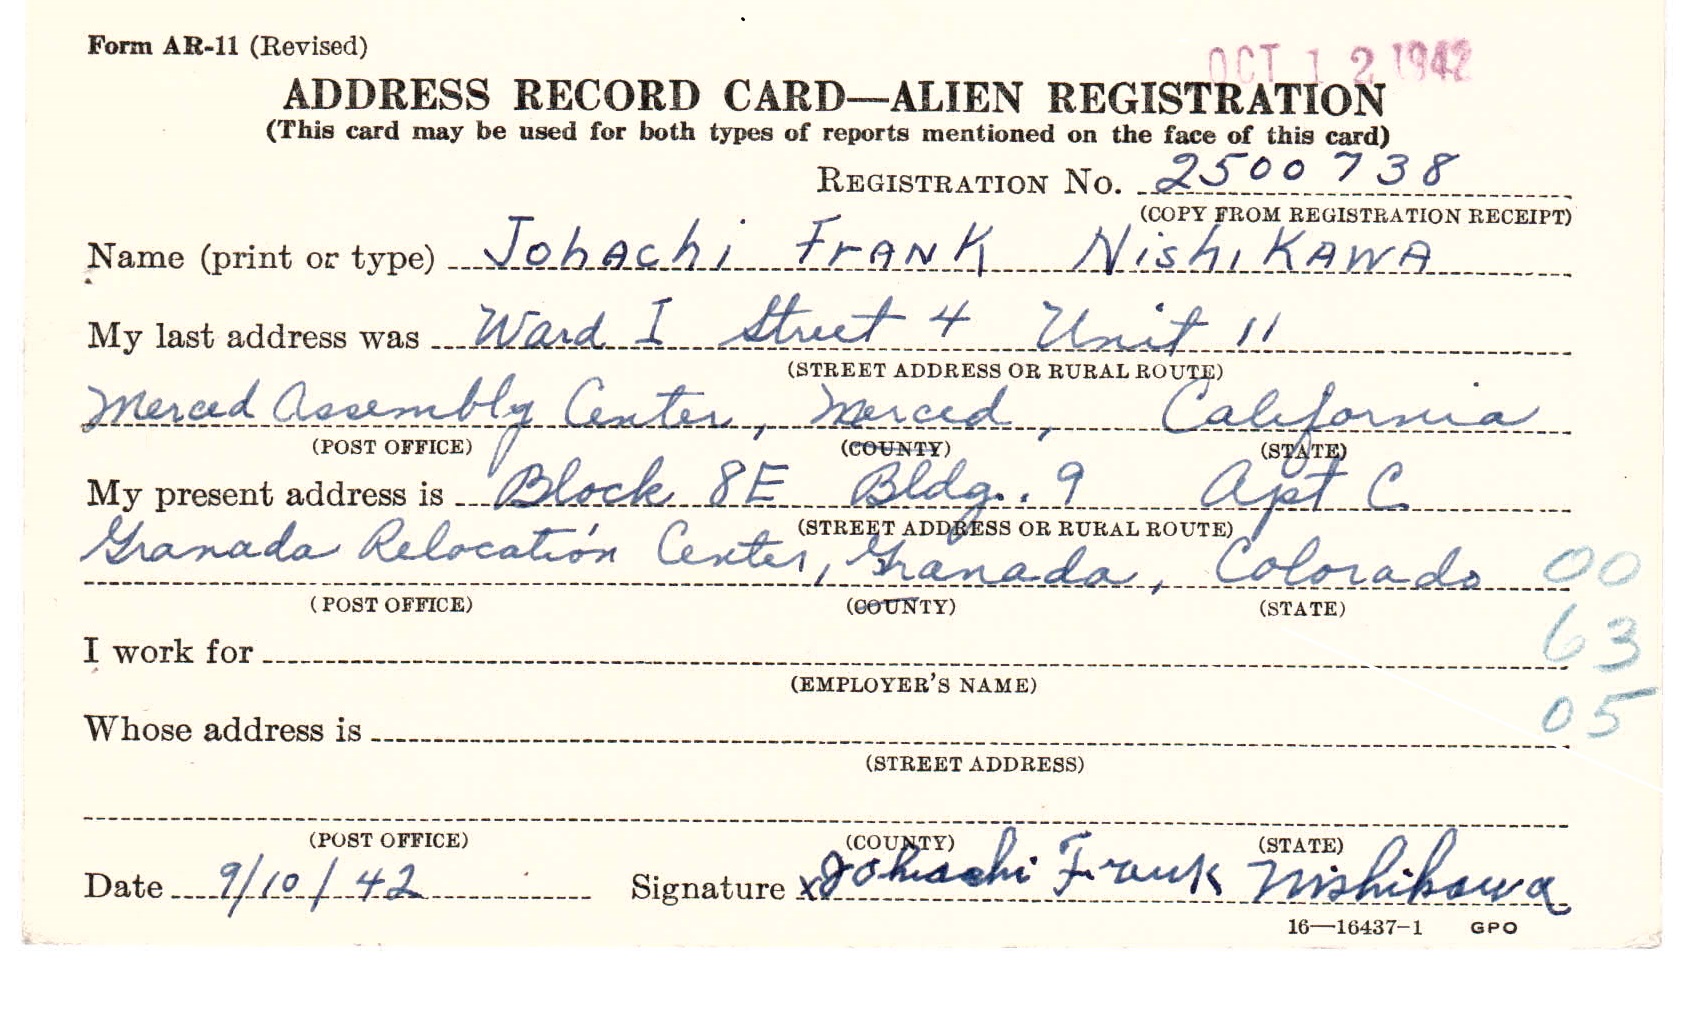 Form AR-11 (Revised)
OCT 12 1942
ADDRESS RECORD CARD—ALIEN REGISTRATION
(This card may be used for both types of reports mentioned on the face of this card)
REGISTRATION No. 2500738
(COPY FROM REGISTRATION RECEIPT)
Name (print or type) Johachi Frank Nishikawa
My last address was Ward I Street 4 Unit 11
(STREET ADDRESS OR RURAL ROUTE)
Merced Assembly Center, Merced, California
(POST OFFICE) (COUNTY) (STATE)
My present address is Block 8E Bldg. 9 Apt C
(STREET ADDRESS OR RURAL ROUTE)
Granada Relocation Center, Granada, Colorado 00
(POST OFFICE) (COUNTY) (STATE)
I work for 63
(EMPLOYER'S NAME)
Whose address is 05
(STREET ADDRESS)
(POST OFFICE) (COUNTY) (STATE)
Date 9/10/42 Signature x Johachi Frank Nishikawa
16—16437-1 GPO